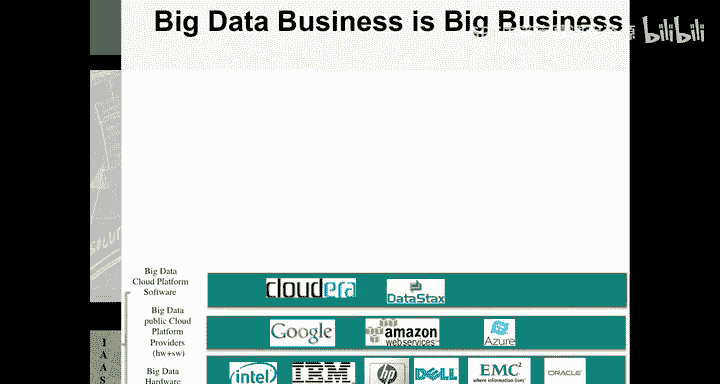 Big Data Business is Big Business
bilibili
Big Data
Cloud Platform
Software
cloudera
DataStax
Big Data
public Cloud
Platform
Providers
(hw+sw)
Google
amazon
webservices™
Azure
I
A
A
S
Big Data
Hardware
intel
IBM
hp
DELL
EMC²
where information lives®
ORACLE